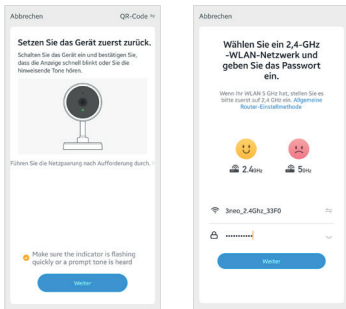 Abbrechen
QR-Code
Setzen Sie das Gerät zuerst zurück.
Schalten Sie das Gerät ein und bestätigen Sie,
dass die Anzeige schnell blinkt oder Sie die
hinweisende Tone hören.
Führen Sie die Netzpaarung nach Aufforderung durch.
Make sure the indicator is flashing
quickly or a prompt tone is heard
Weiter
Abbrechen
Wählen Sie ein 2,4-GHz
-WLAN-Netzwerk und
geben Sie das Passwort
ein.
Wenn Ihr WLAN 5 GHz hat, stellen Sie es
bitte zuerst auf 2,4 GHz ein. Allgemeine
Router-Einstellmethode
2.4GHz
5GHz
3neo_2.4Ghz_33F0
Weiter